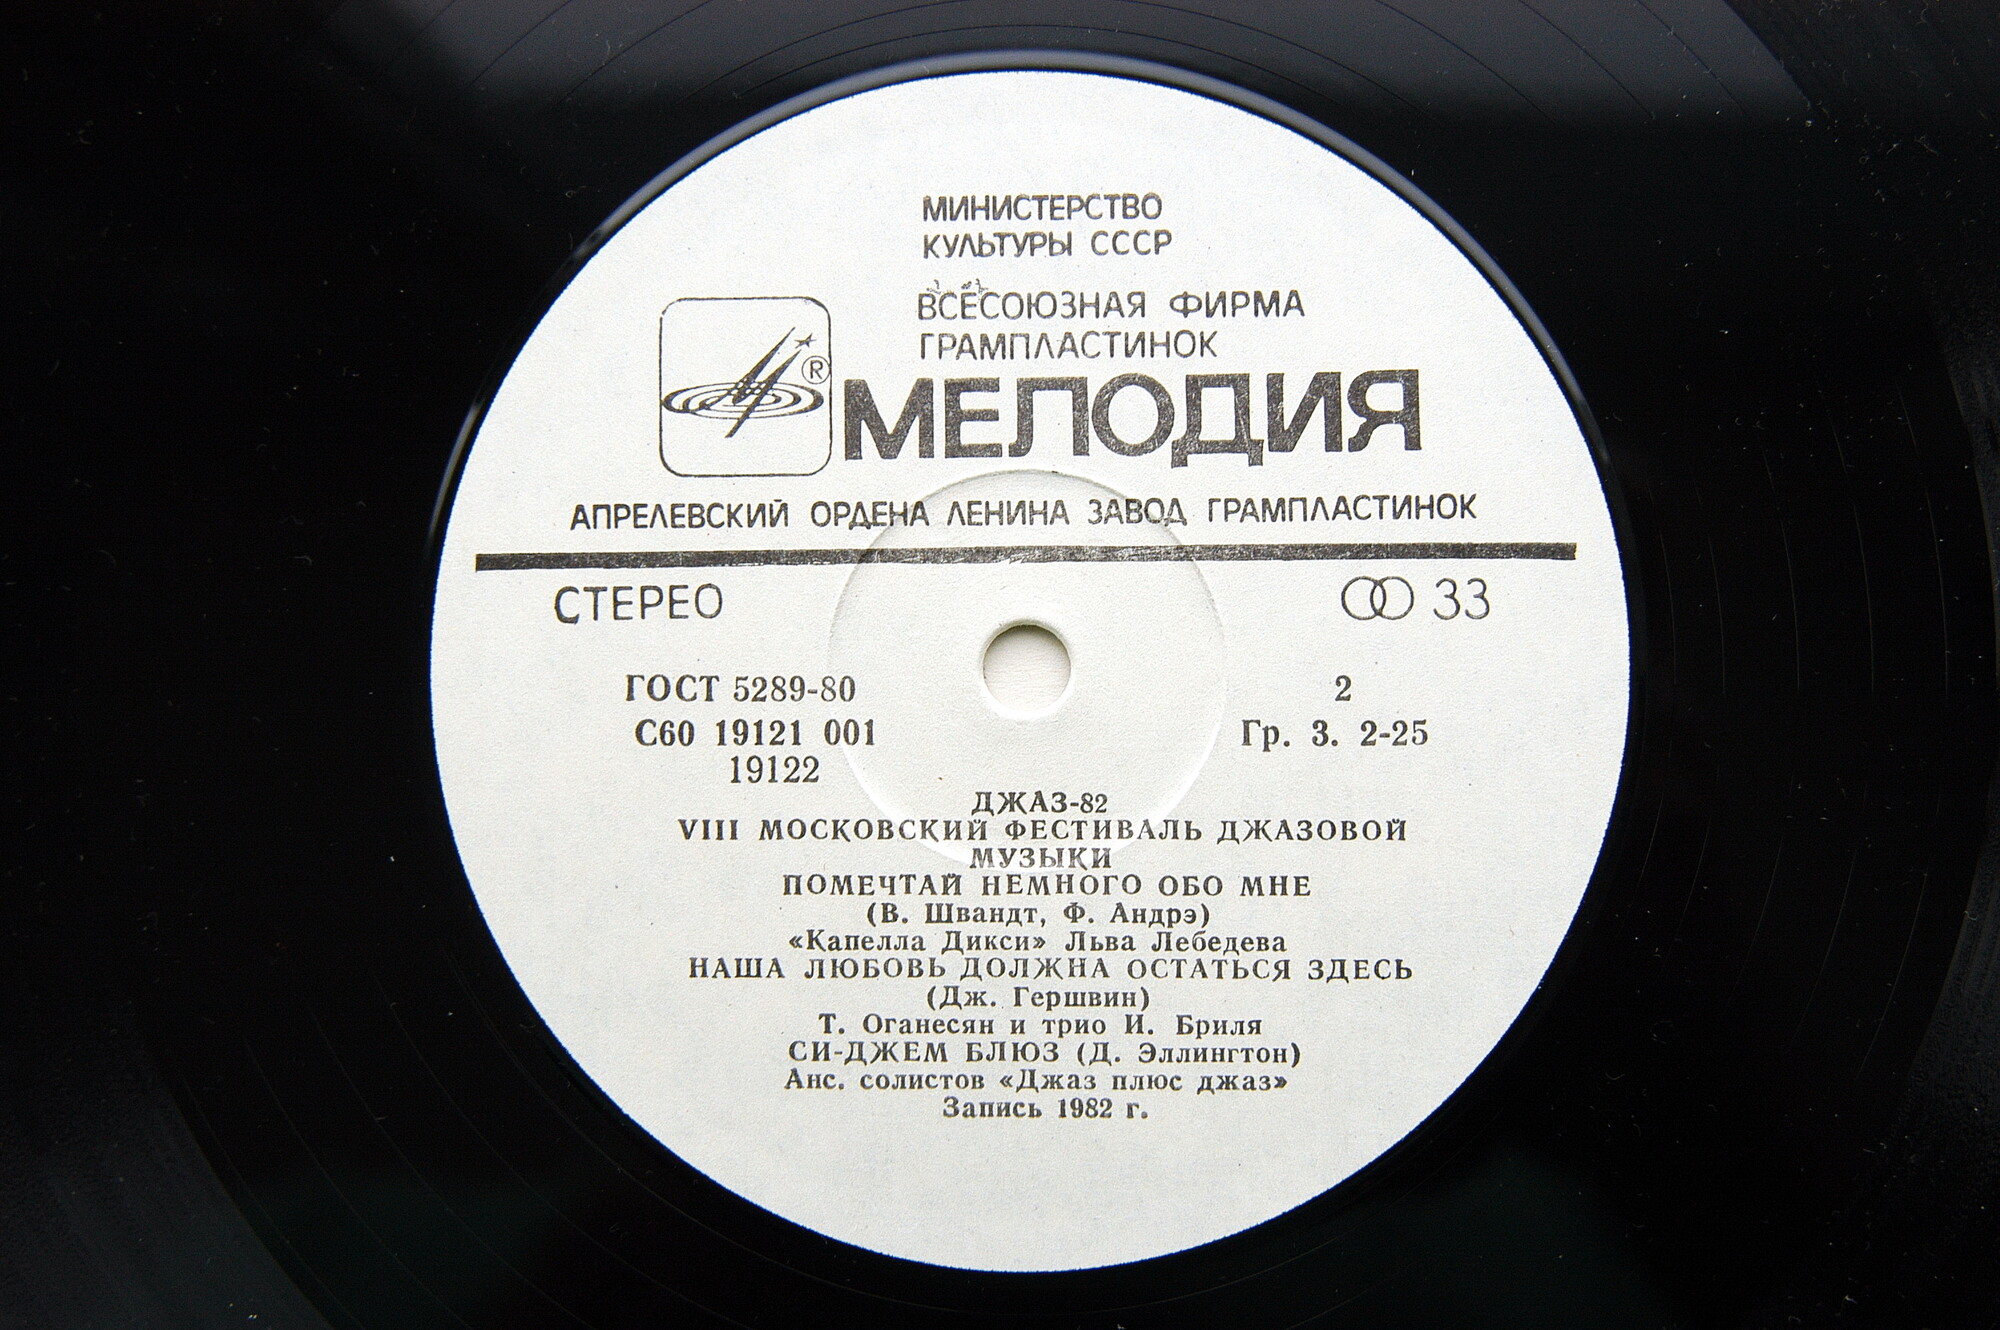 МИНИСТЕРСТВО
КУЛЬТУРЫ СССР
ВСЕСОЮЗНАЯ ФИРМА
ГРАМПЛАСТИНОК
®
МЕЛОДИЯ
АПРЕЛЕВСКИЙ ОРДЕНА ЛЕНИНА ЗАВОД ГРАМПЛАСТИНОК
СТЕРЕО 33
ГОСТ 5289-80 2
С60 19121 001 Гр. 3. 2-25
19122
ДЖАЗ-82
VIII МОСКОВСКИЙ ФЕСТИВАЛЬ ДЖАЗОВОЙ
МУЗЫКИ
ПОМЕЧТАЙ НЕМНОГО ОБО МНЕ
(В. Швандт, Ф. Андрэ)
«Капелла Дикси» Льва Лебедева
НАША ЛЮБОВЬ ДОЛЖНА ОСТАТЬСЯ ЗДЕСЬ
(Дж. Гершвин)
Т. Оганесян и трио И. Бриля
СИ-ДЖЕМ БЛЮЗ (Д. Эллингтон)
Анс. солистов «Джаз плюс джаз»
Запись 1982 г.